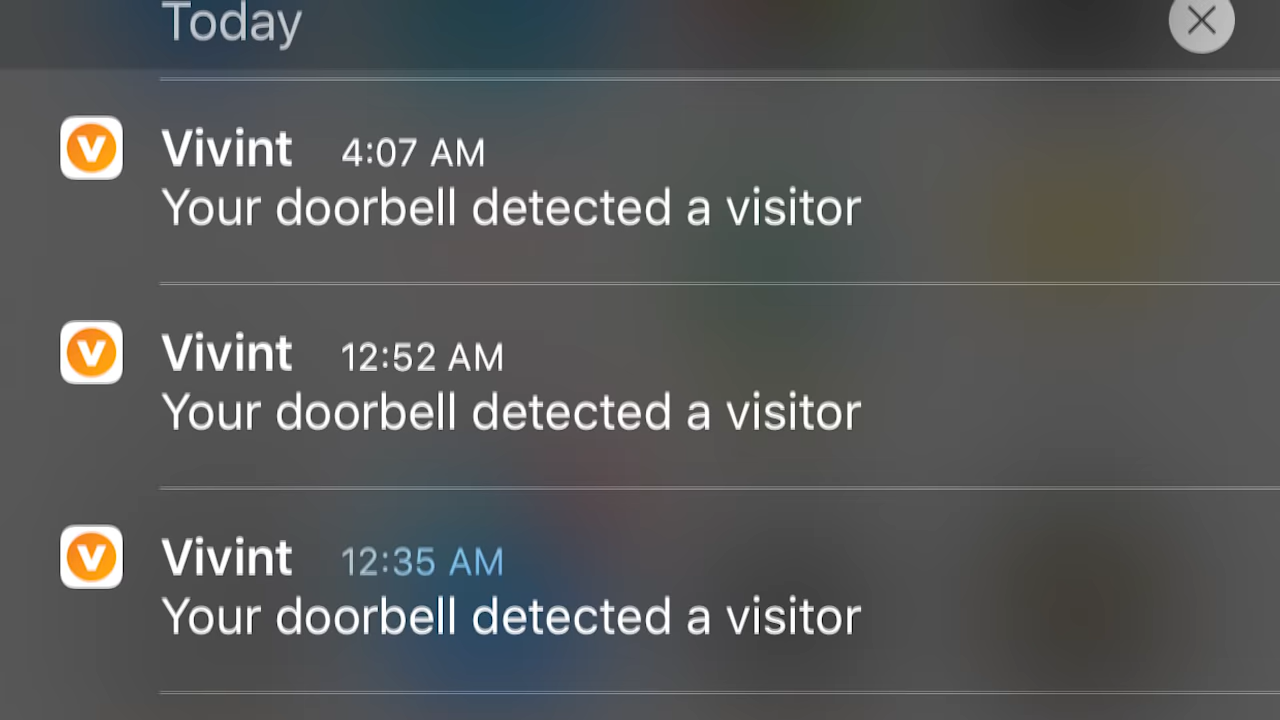 Today
Vivint 4:07 AM
Your doorbell detected a visitor
Vivint 12:52 AM
Your doorbell detected a visitor
Vivint 12:35 AM
Your doorbell detected a visitor